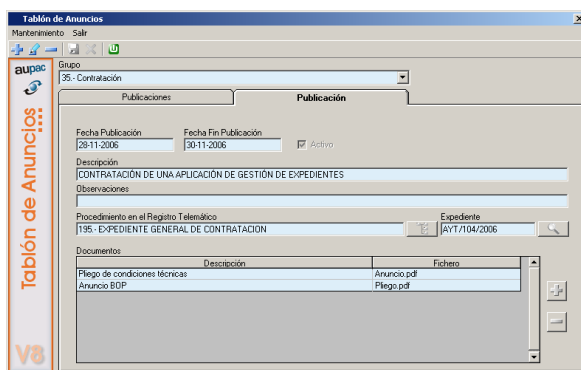 Tablón de Anuncios
Mantenimiento Salir
aupac
Tablón de Anuncios
V8
Grupo
35.- Contratación
Publicaciones Publicación
Fecha Publicación Fecha Fin Publicación
28-11-2006 30-11-2006 Activo
Descripción
CONTRATACIÓN DE UNA APLICACIÓN DE GESTIÓN DE EXPEDIENTES
Observaciones
Procedimiento en el Registro Telemático Expediente
195.- EXPEDIENTE GENERAL DE CONTRATACION AYT/104/2006
Documentos
Descripción Fichero
Pliego de condiciones técnicas Anuncio.pdf
Anuncio BOP Pliego.pdf